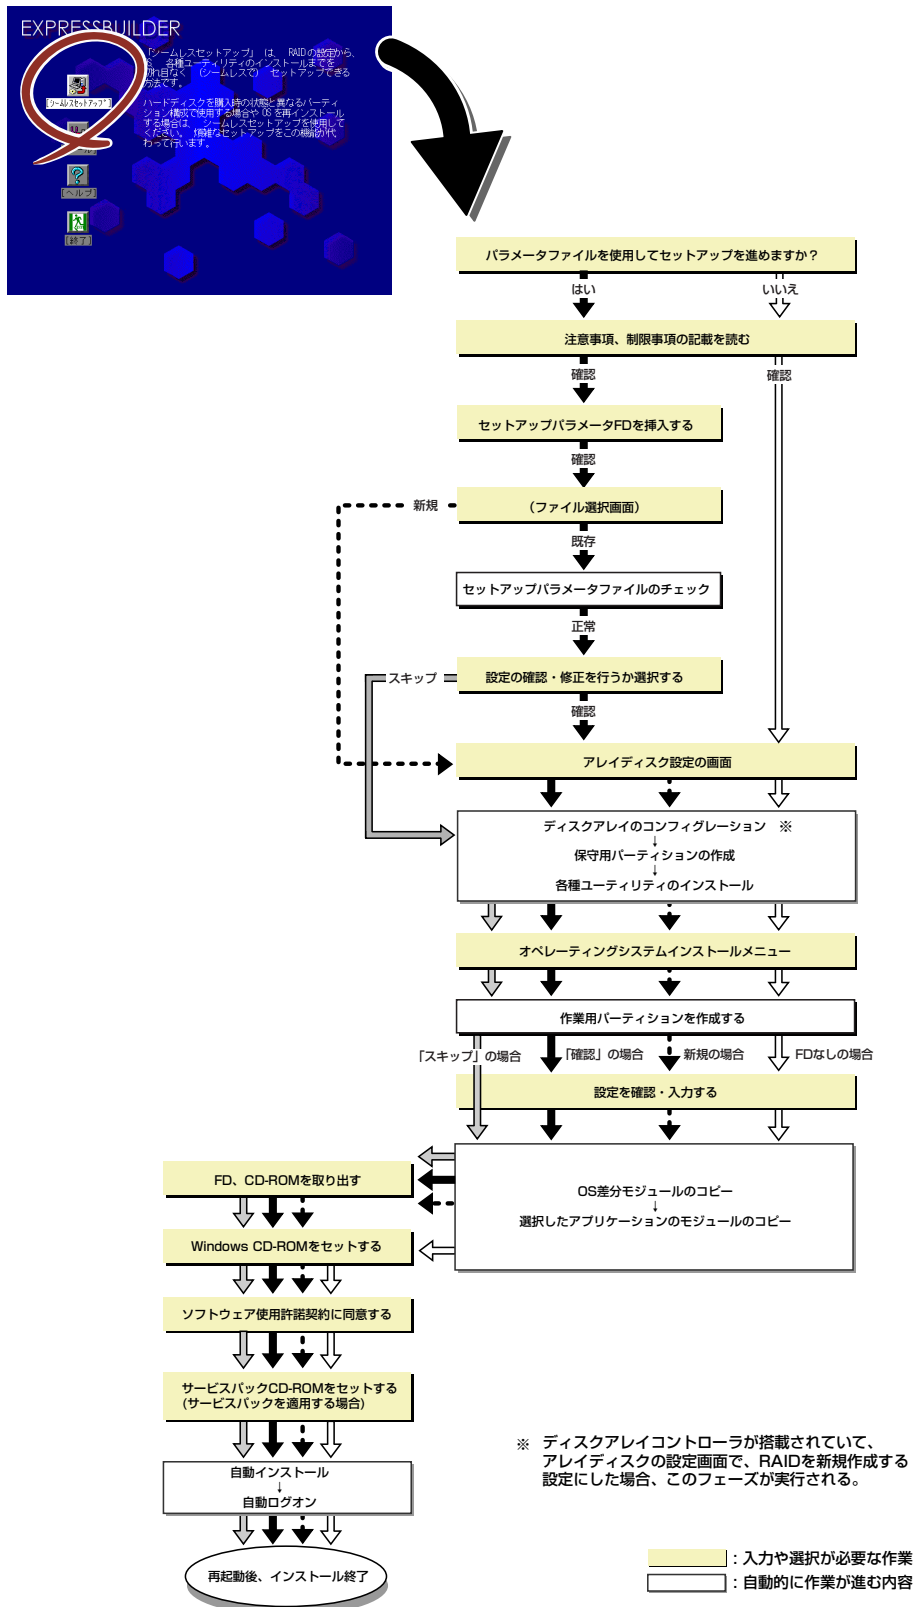 EXPRESSBUILDER
「シームレスセットアップ」 は、 RAIDの設定から、
各種ユーティリティのインストールまでを
切れ目なく (シームレスで) セットアップできる
方法です。
ハードディスクを購入時の状態と異なるパーティ
ション構成で使用する場合や OS を再インストール
する場合は、 シームレスセットアップを使用して
ください。 煩雑なセットアップをこの機能が代
わって行います。
[シームレスセットアップ]
[ヘルプ]
[終了]
パラメータファイルを使用してセットアップを進めますか？
はい
いいえ
注意事項、制限事項の記載を読む
確認
確認
セットアップパラメータFDを挿入する
確認
新規
（ファイル選択画面）
既存
セットアップパラメータファイルのチェック
正常
スキップ
設定の確認・修正を行うか選択する
確認
アレイディスク設定の画面
ディスクアレイのコンフィグレーション ※
↓
保守用パーティションの作成
↓
各種ユーティリティのインストール
オペレーティングシステムインストールメニュー
作業用パーティションを作成する
「スキップ」の場合
「確認」の場合
新規の場合
FDなしの場合
設定を確認・入力する
OS差分モジュールのコピー
↓
選択したアプリケーションのモジュールのコピー
FD、CD-ROMを取り出す
Windows CD-ROMをセットする
ソフトウェア使用許諾契約に同意する
サービスパックCD-ROMをセットする
(サービスパックを適用する場合)
自動インストール
↓
自動ログオン
再起動後、インストール終了
※ ディスクアレイコントローラが搭載されていて、
アレイディスクの設定画面で、RAIDを新規作成する
設定にした場合、このフェーズが実行される。
：入力や選択が必要な作業
：自動的に作業が進む内容